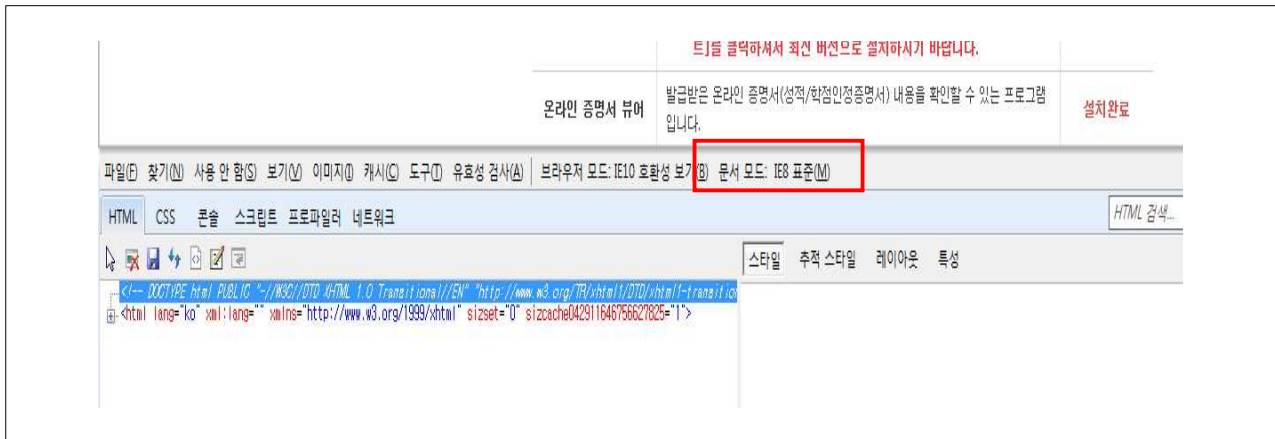 트]를 클릭하셔서 최신 버전으로 설치하시기 바랍니다.
온라인 증명서 뷰어
발급받은 온라인 증명서(성적/학점인정증명서) 내용을 확인할 수 있는 프로그램
입니다.
설치완료
파일(F) 찾기(N) 사용 안 함(S) 보기(V) 이미지(I) 캐시(C) 도구(T) 유효성 검사(A) 브라우저 모드: IE10 호환성 보기(B) 문서 모드: IE8 표준(M)
HTML CSS 콘솔 스크립트 프로파일러 네트워크 HTML 검색...
스타일 추적 스타일 레이아웃 특성
<!-- DOCTYPE html PUBLIC "-//W3C//DTD XHTML 1.0 Transitional//EN" "http://www.w3.org/TR/xhtml1/DTD/xhtml1-transition
<html lang="ko" xml:lang="" xmlns="http://www.w3.org/1999/xhtml" sizset="0" sizcache042911646756627825="1">